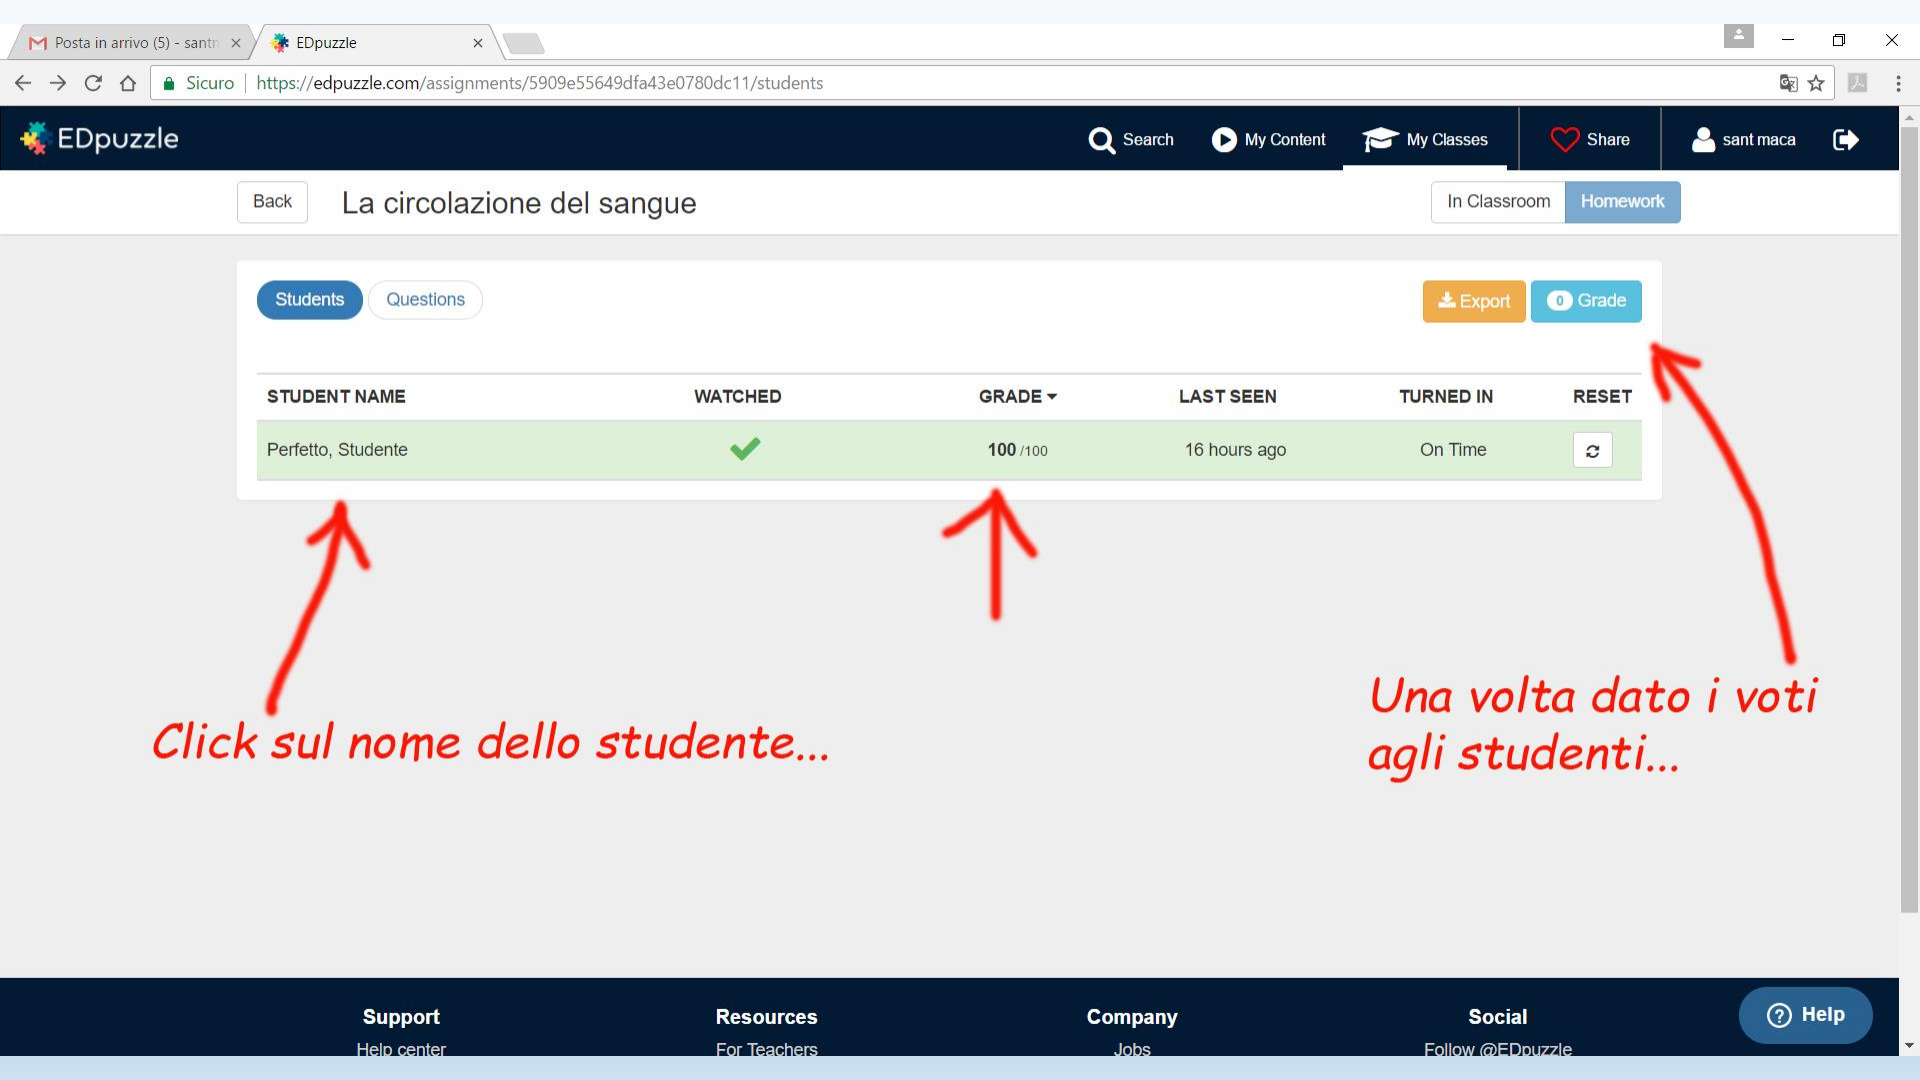 Posta in arrivo (5) - santn
EDpuzzle
Sicuro
https://edpuzzle.com/assignments/5909e55649dfa43e0780dc11/students
EDpuzzle
Search
My Content
My Classes
Share
sant maca
Back
La circolazione del sangue
In Classroom
Homework
Students
Questions
Export
0 Grade
STUDENT NAME
WATCHED
GRADE
LAST SEEN
TURNED IN
RESET
Perfetto, Studente
100 /100
16 hours ago
On Time
Click sul nome dello studente...
Una volta dato i voti
agli studenti...
Support
Resources
Company
Social
Help center
For Teachers
Jobs
Follow @EDpuzzle
? Help